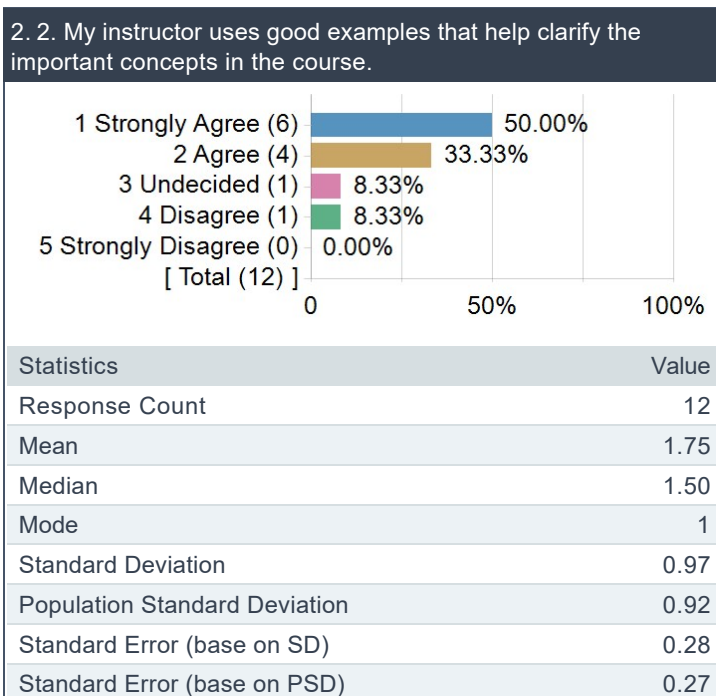 2. 2. My instructor uses good examples that help clarify the
important concepts in the course.
1 Strongly Agree (6) 50.00%
2 Agree (4) 33.33%
3 Undecided (1) 8.33%
4 Disagree (1) 8.33%
5 Strongly Disagree (0) 0.00%
[ Total (12) ]
0 50% 100%
Statistics Value
Response Count 12
Mean 1.75
Median 1.50
Mode 1
Standard Deviation 0.97
Population Standard Deviation 0.92
Standard Error (base on SD) 0.28
Standard Error (base on PSD) 0.27